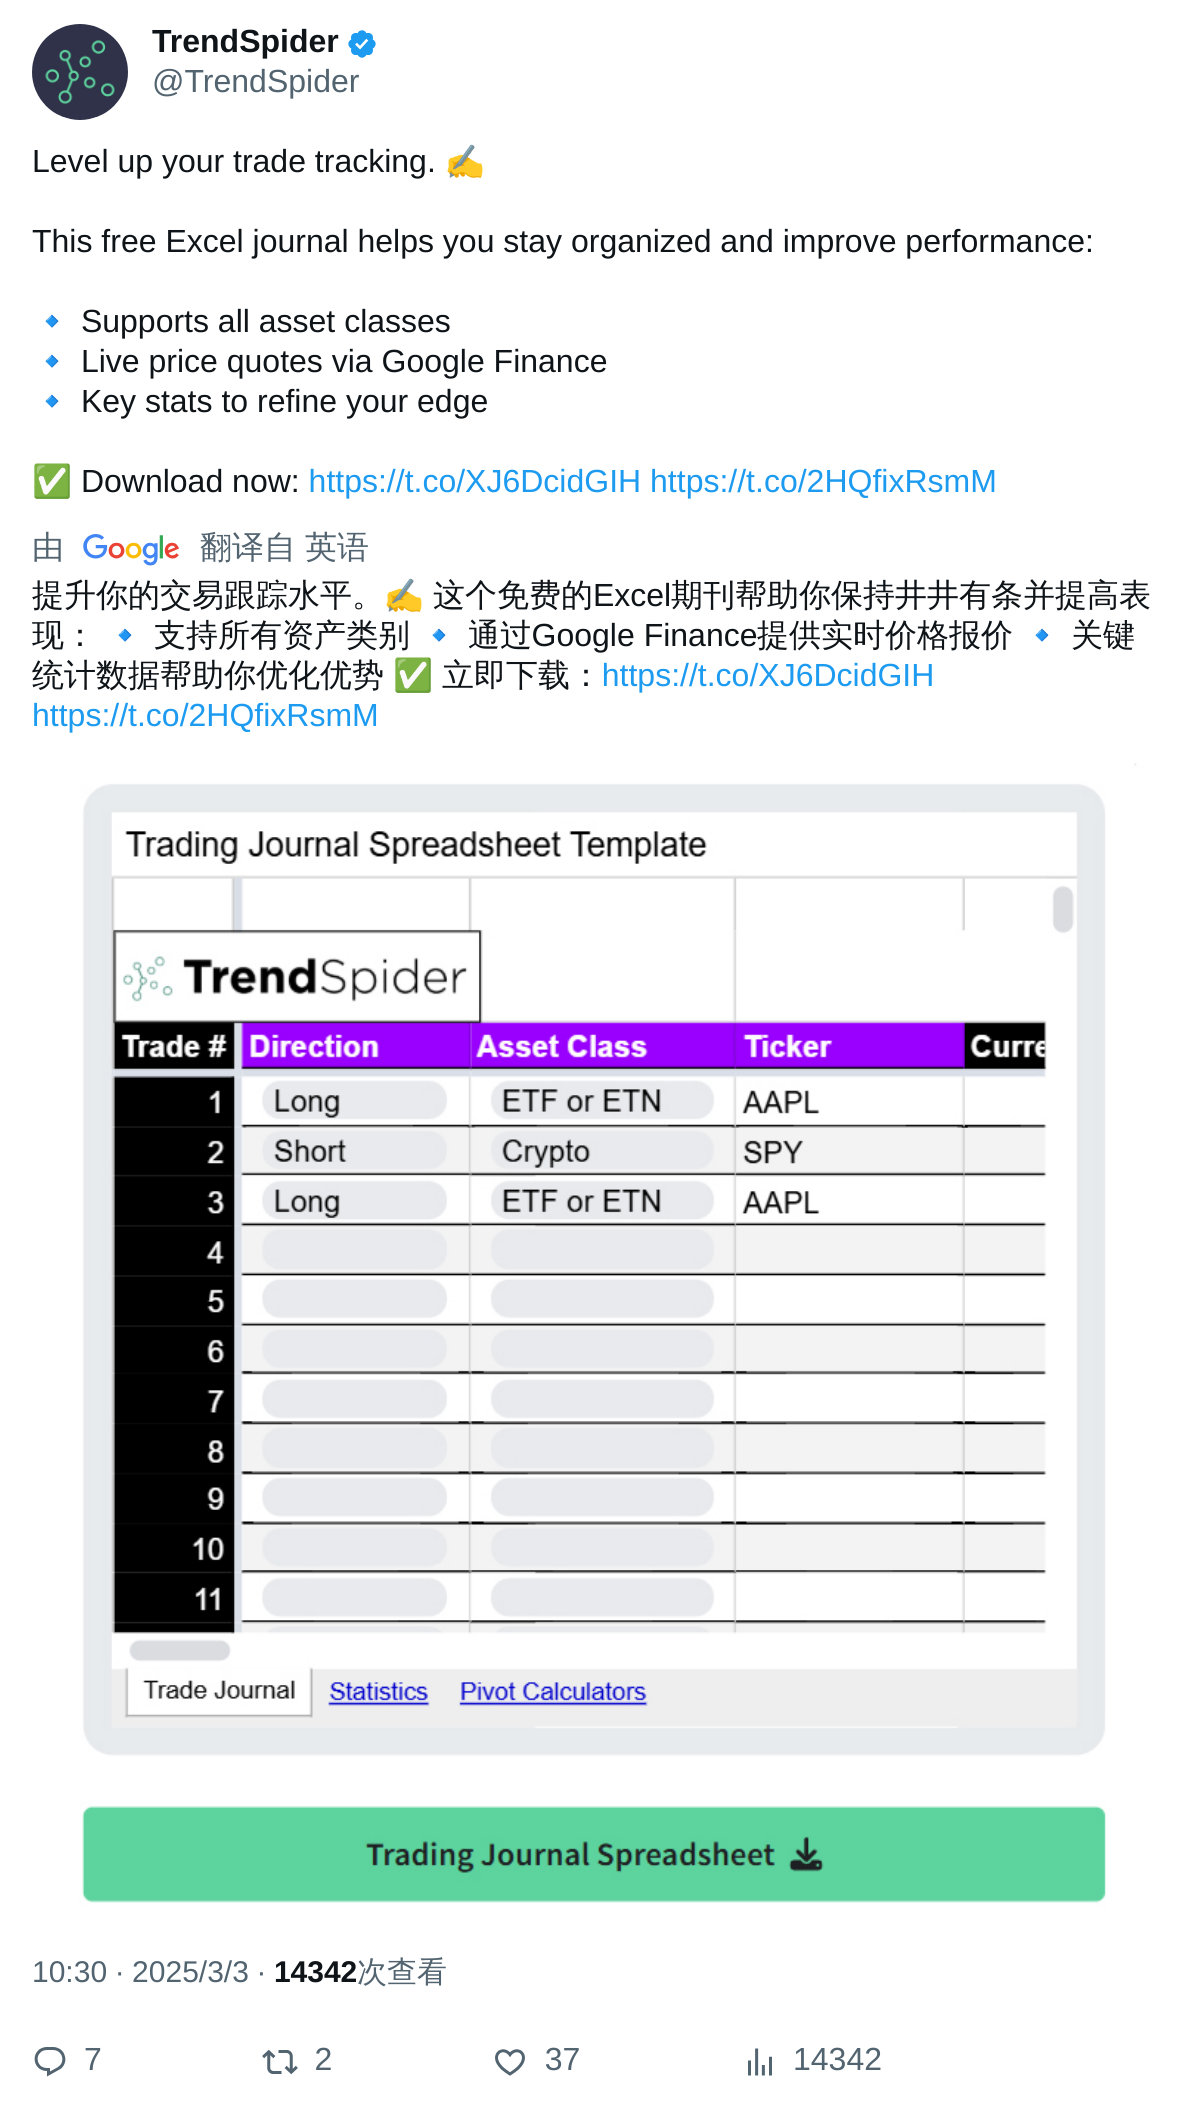 TrendSpider
@TrendSpider
Level up your trade tracking. ✍️
This free Excel journal helps you stay organized and improve performance:
🔹 Supports all asset classes
🔹 Live price quotes via Google Finance
🔹 Key stats to refine your edge
✅ Download now: https://t.co/XJ6DcidGIH https://t.co/2HQfixRsmM
由 Google 翻译自 英语
提升你的交易跟踪水平。✍️ 这个免费的Excel期刊帮助你保持井井有条并提高表
现： 🔹 支持所有资产类别 🔹 通过Google Finance提供实时价格报价 🔹 关键
统计数据帮助你优化优势 ✅ 立即下载：https://t.co/XJ6DcidGIH
https://t.co/2HQfixRsmM
Trading Journal Spreadsheet Template
TrendSpider
Trade # Direction Asset Class Ticker Curre
1 Long ETF or ETN AAPL
2 Short Crypto SPY
3 Long ETF or ETN AAPL
4
5
6
7
8
9
10
11
Trade Journal Statistics Pivot Calculators
Trading Journal Spreadsheet
10:30 · 2025/3/3 · 14342次查看
7 2 37 14342